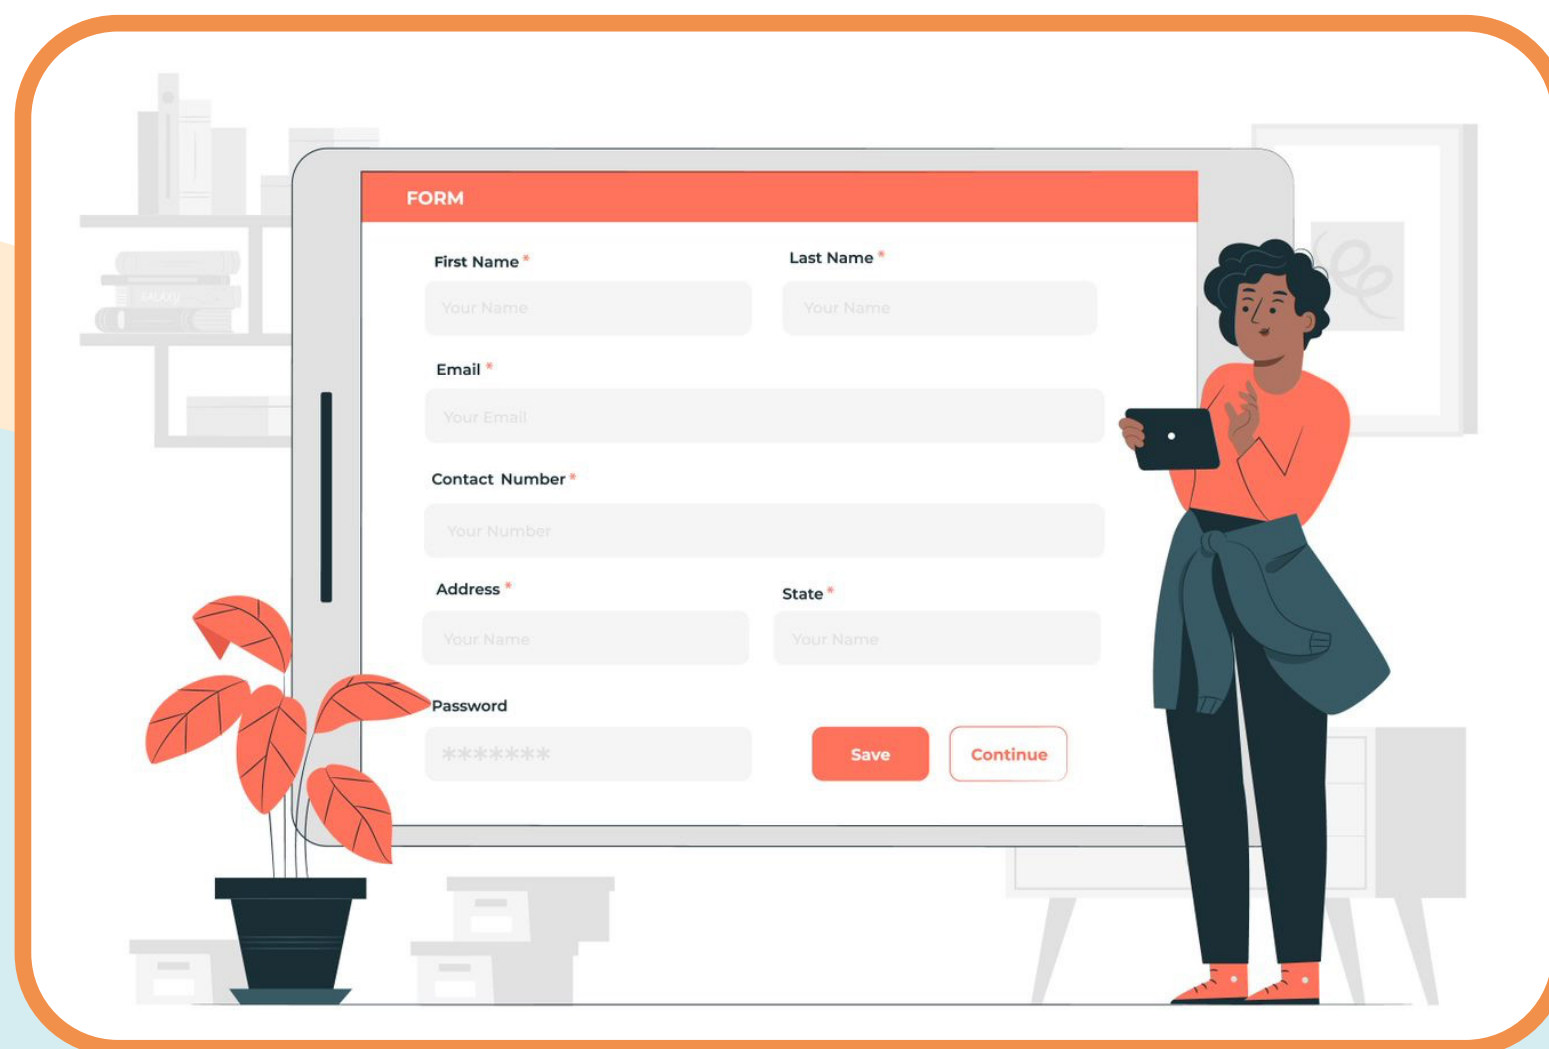 FORM
First Name *
Last Name *
Your Name
Your Name
Email *
Your Email
Contact Number *
Your Number
Address *
State *
Your Name
Your Name
Password
*******
Save
Continue
GALAXY